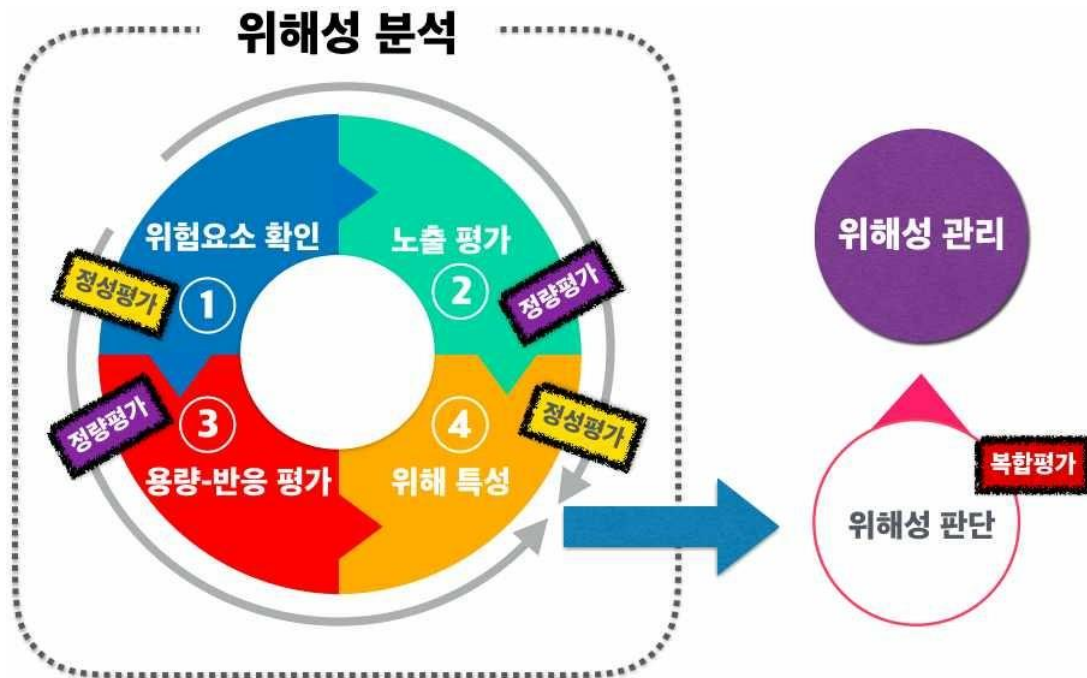 위해성 분석
위험요소 확인
①
정성평가
노출 평가
②
정량평가
③
용량-반응 평가
정량평가
④
위해 특성
정성평가
위해성 관리
복합평가
위해성 판단